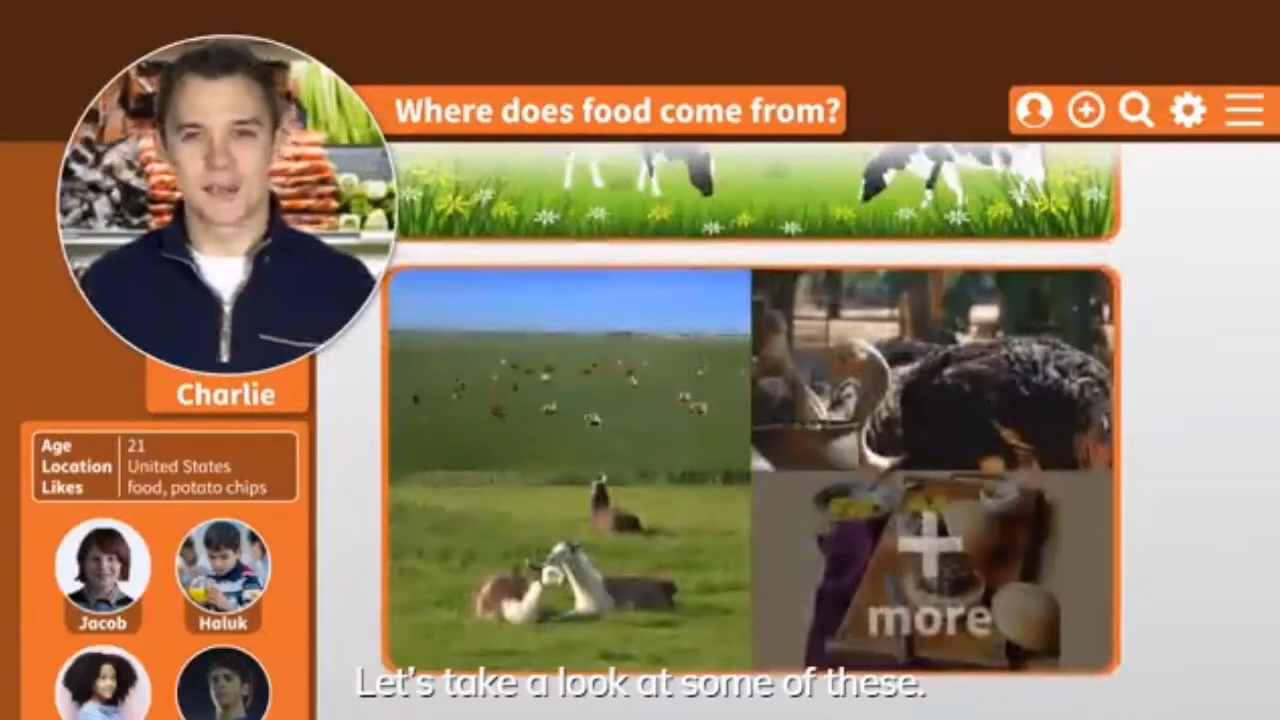 Where does food come from?
Charlie
Age 21
Location United States
Likes food, potato chips
Jacob
Haluk
+
more
Let's take a look at some of these.